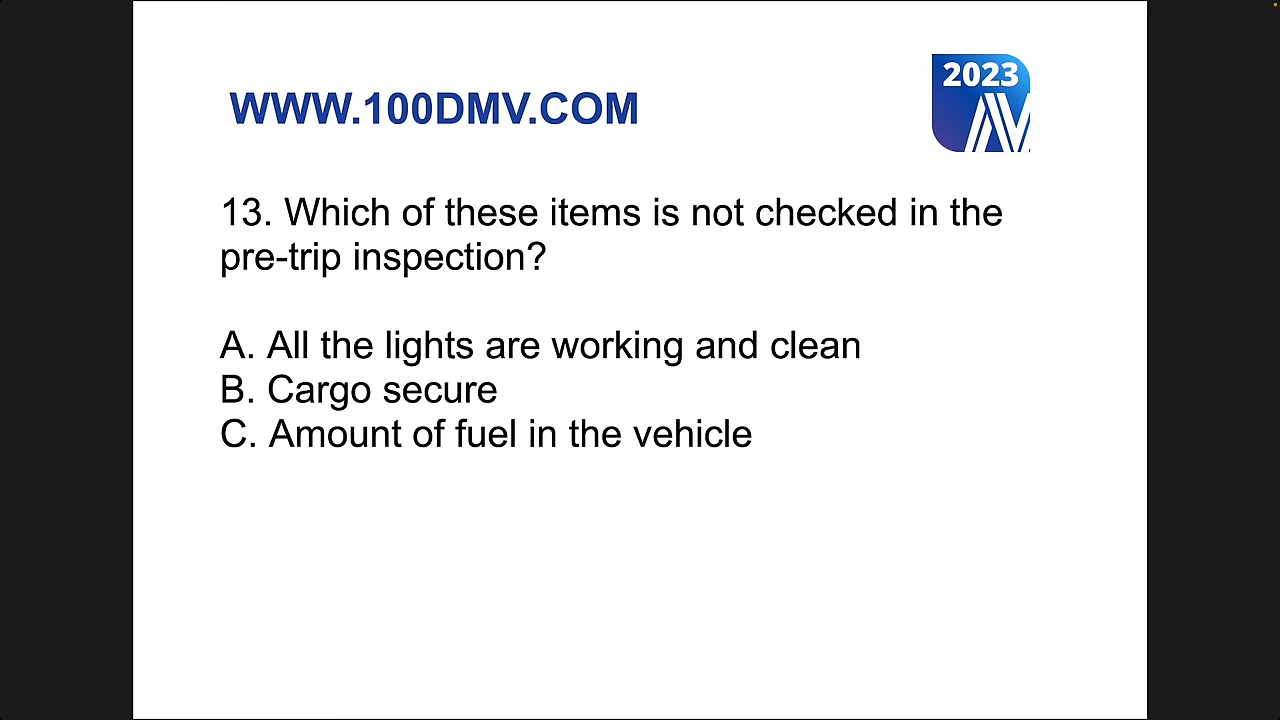 2023
WWW.100DMV.COM
13. Which of these items is not checked in the
pre-trip inspection?
A. All the lights are working and clean
B. Cargo secure
C. Amount of fuel in the vehicle